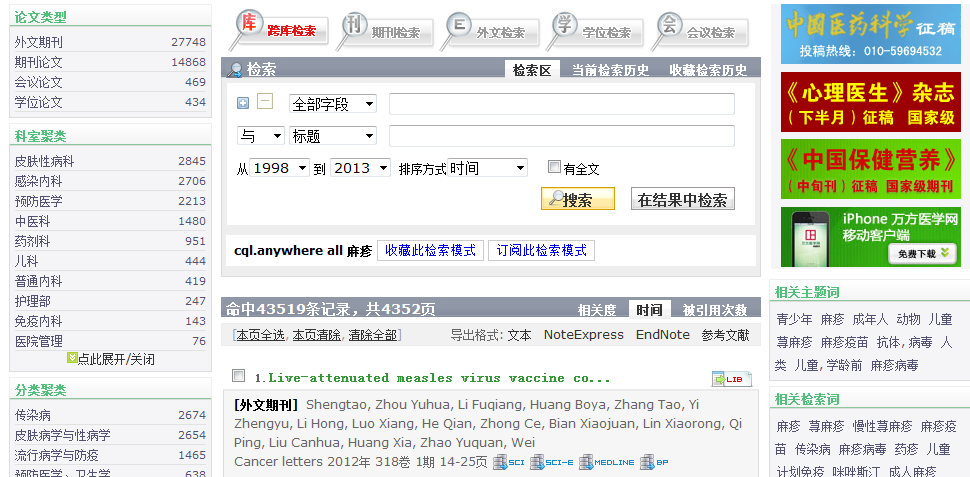 论文类型
外文期刊 27748
期刊论文 14868
会议论文 469
学位论文 434
科室聚类
皮肤性病科 2845
感染内科 2706
预防医学 2213
中医科 1480
药剂科 951
儿科 444
普通内科 419
护理部 247
免疫内科 143
医院管理 76
点此展开/关闭
分类聚类
传染病 2674
皮肤病学与性病学 2654
流行病学与防疫 1465
预防医学、卫生学 638
库 跨库检索 刊 期刊检索 E 外文检索 学 学位检索 会 会议检索
检索 检索区 当前检索历史 收藏检索历史
全部字段
与 标题
从 1998 到 2013 排序方式 时间 有全文
搜索 在结果中检索
cql.anywhere all 麻疹 收藏此检索模式 订阅此检索模式
命中43519条记录，共4352页 相关度 时间 被引用次数
[本页全选, 本页清除, 清除全部] 导出格式: 文本 NoteExpress EndNote 参考文献
1.Live-attenuated measles virus vaccine co... LIB
[外文期刊] Shengtao, Zhou Yuhua, Li Fuqiang, Huang Boya, Zhang Tao, Yi
Zhengyu, Li Hong, Luo Xiang, He Qian, Zhong Ce, Bian Xiaojuan, Lin Xiaorong, Qi
Ping, Liu Canhua, Huang Xia, Zhao Yuquan, Wei
Cancer letters 2012年 318卷 1期 14-25页 SCI SCI-E MEDLINE BP
中国医药科学 征稿
投稿热线：010-59694532
《心理医生》杂志
（下半月）征稿 国家级
《中国保健营养》
（中旬刊）征稿 国家级期刊
iPhone 万方医学网
移动客户端
免费下载
相关主题词
青少年 麻疹 成年人 动物 儿童
荨麻疹 麻疹疫苗 抗体,病毒 人
类 儿童,学龄前 麻疹病毒
相关检索词
麻疹 荨麻疹 慢性荨麻疹 麻疹疫
苗 传染病 麻疹病毒 药疹 儿童
计划免疫 咪唑斯汀 成人麻疹